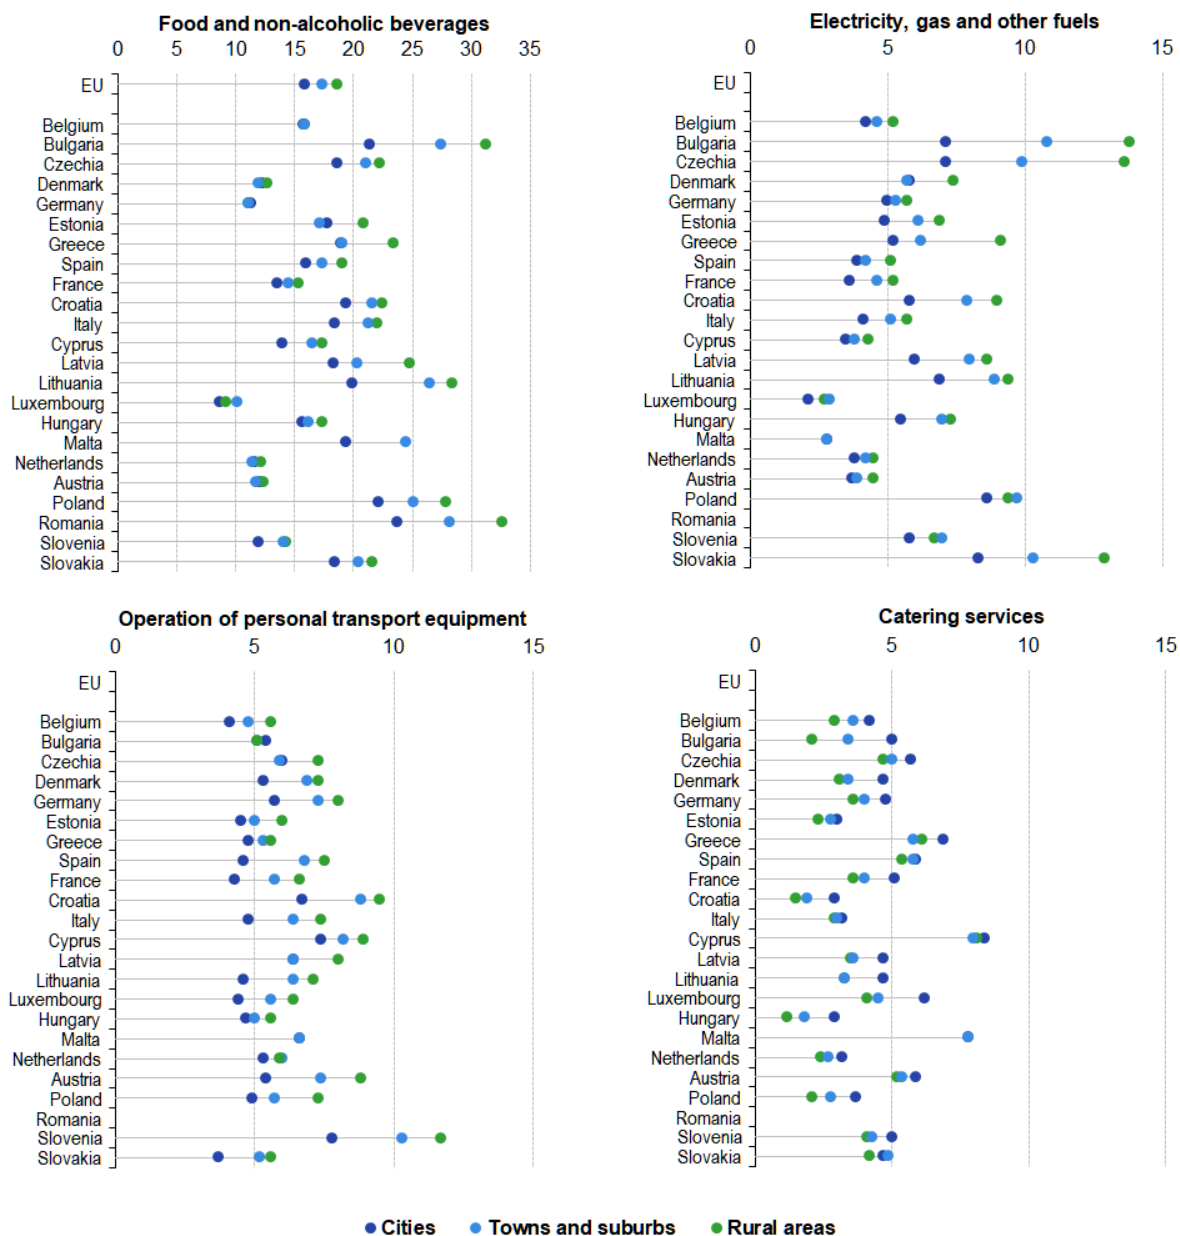 Food and non-alcoholic beverages
0 5 10 15 20 25 30 35
EU
Belgium
Bulgaria
Czechia
Denmark
Germany
Estonia
Greece
Spain
France
Croatia
Italy
Cyprus
Latvia
Lithuania
Luxembourg
Hungary
Malta
Netherlands
Austria
Poland
Romania
Slovenia
Slovakia
Electricity, gas and other fuels
0 5 10 15
EU
Belgium
Bulgaria
Czechia
Denmark
Germany
Estonia
Greece
Spain
France
Croatia
Italy
Cyprus
Latvia
Lithuania
Luxembourg
Hungary
Malta
Netherlands
Austria
Poland
Romania
Slovenia
Slovakia
Operation of personal transport equipment
0 5 10 15
EU
Belgium
Bulgaria
Czechia
Denmark
Germany
Estonia
Greece
Spain
France
Croatia
Italy
Cyprus
Latvia
Lithuania
Luxembourg
Hungary
Malta
Netherlands
Austria
Poland
Romania
Slovenia
Slovakia
Catering services
0 5 10 15
EU
Belgium
Bulgaria
Czechia
Denmark
Germany
Estonia
Greece
Spain
France
Croatia
Italy
Cyprus
Latvia
Lithuania
Luxembourg
Hungary
Malta
Netherlands
Austria
Poland
Romania
Slovenia
Slovakia
Cities Towns and suburbs Rural areas